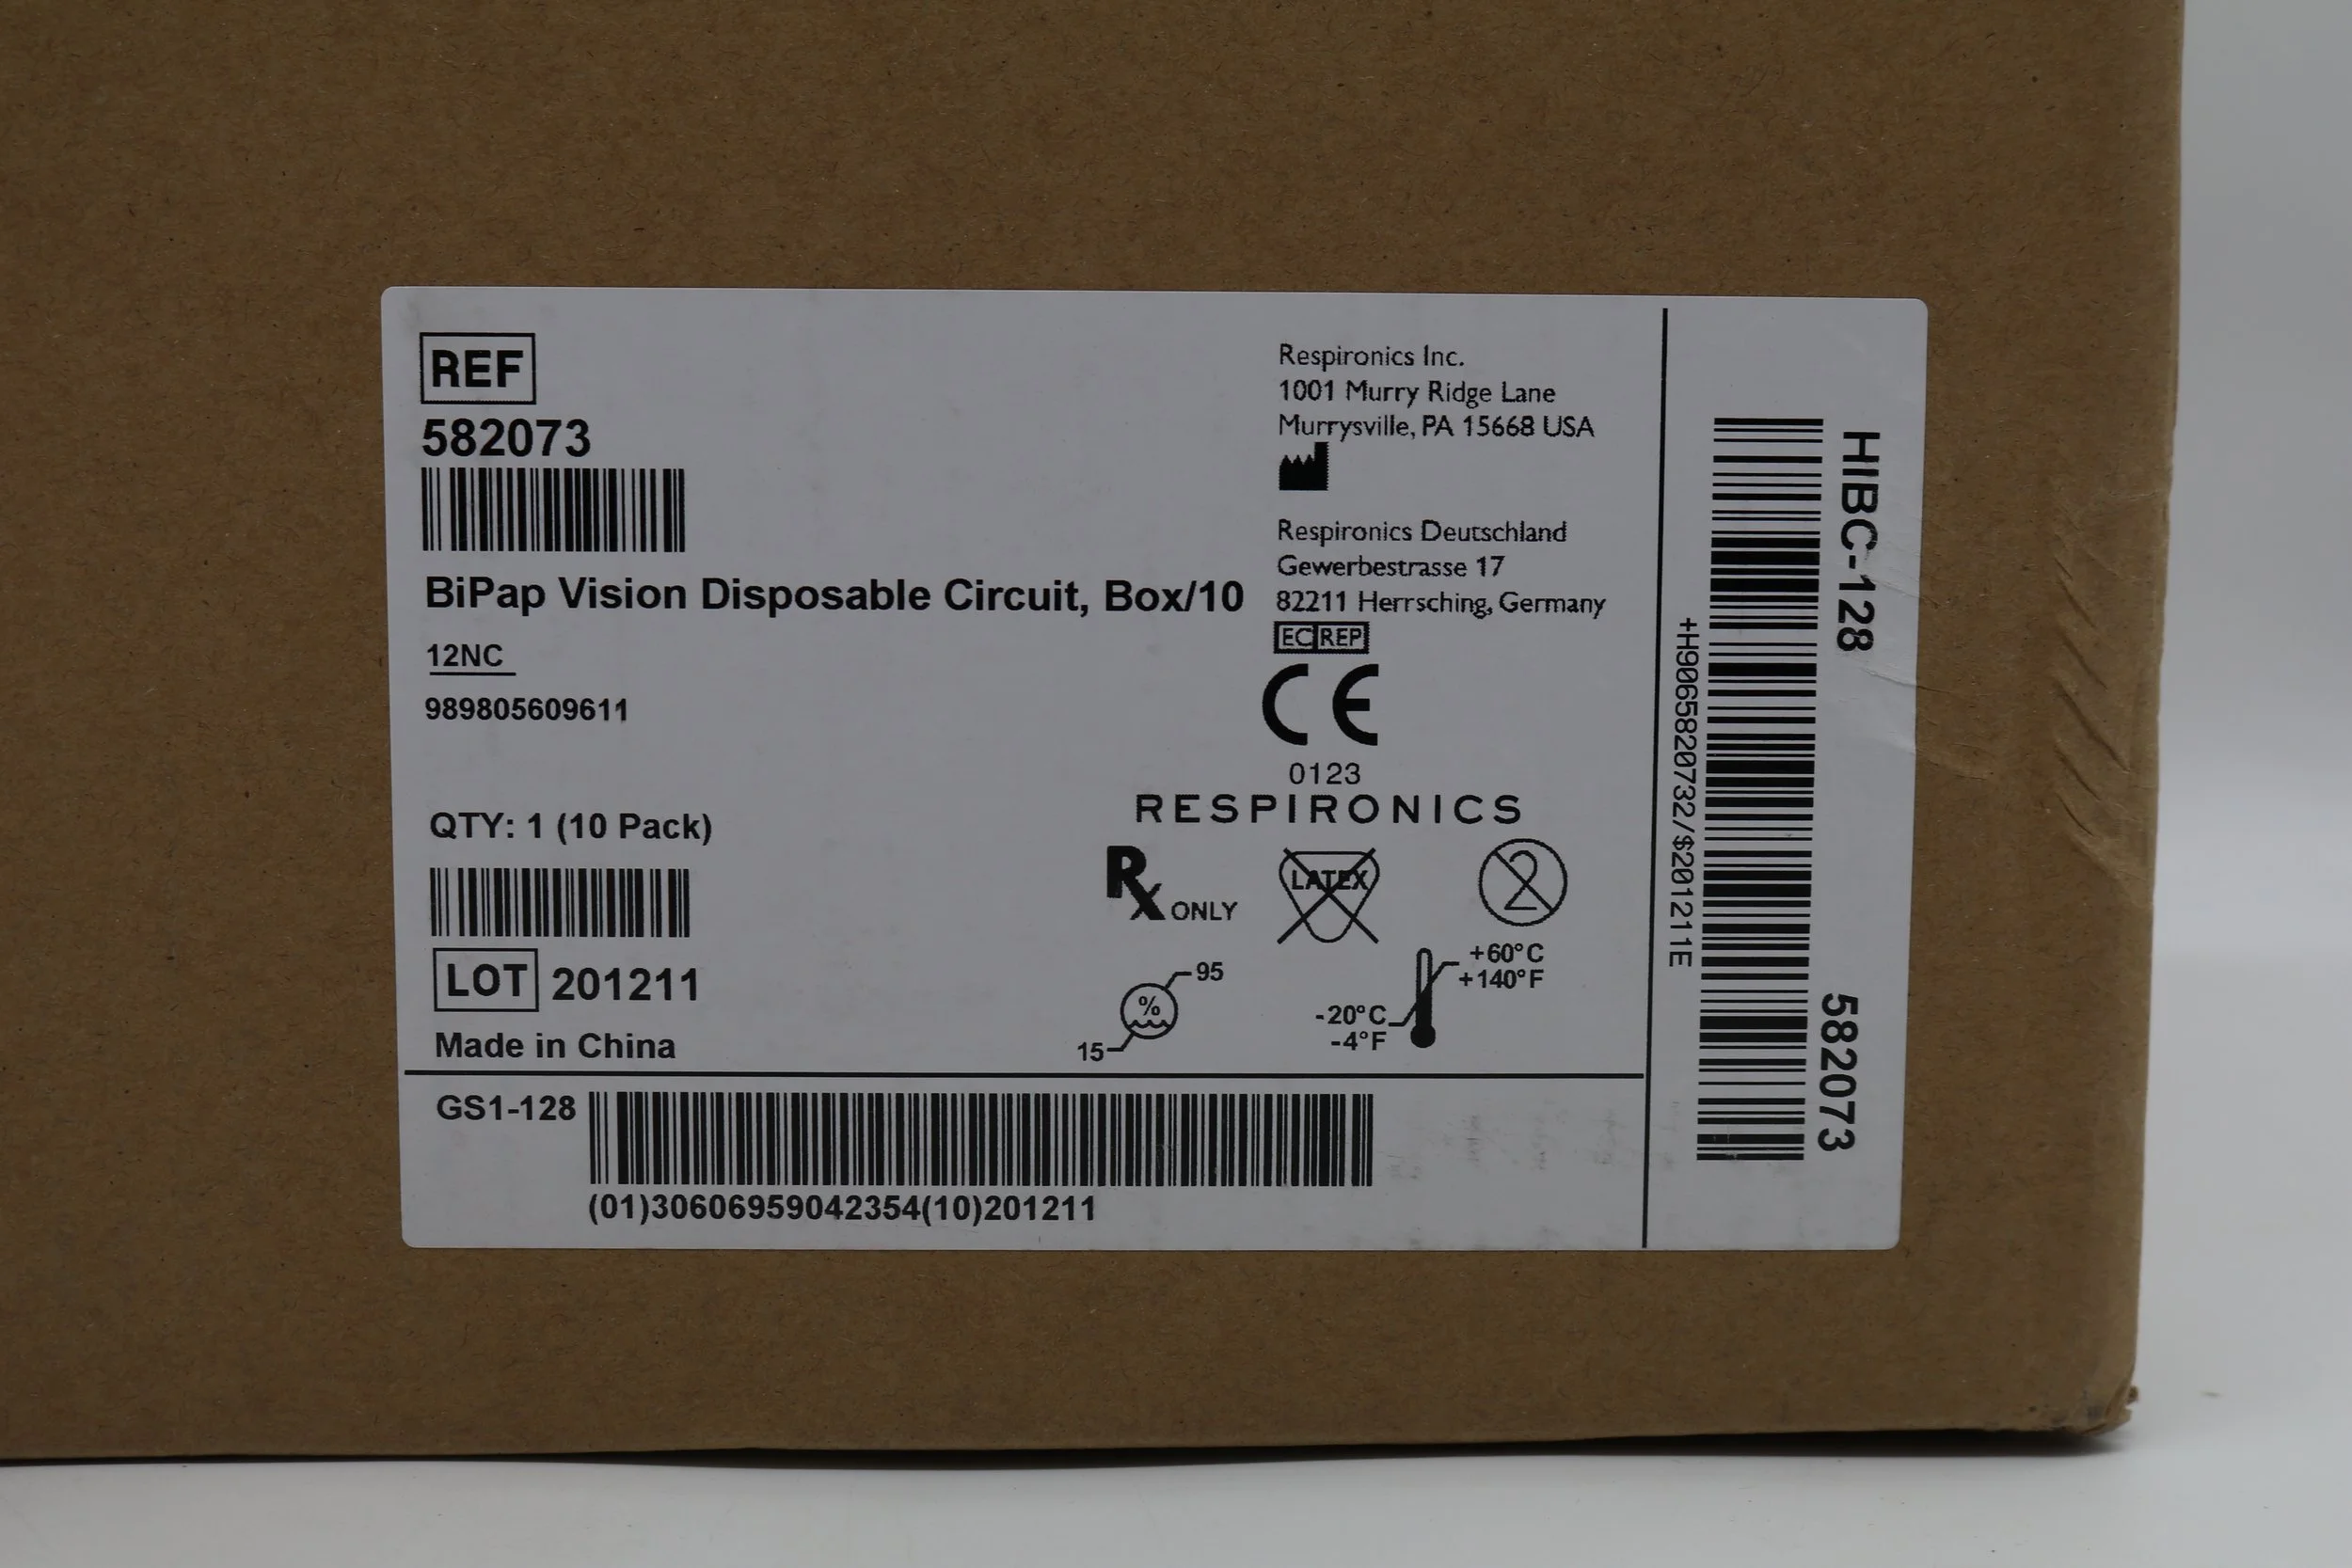 REF
582073
BiPap Vision Disposable Circuit, Box/10
12NC
989805609611
QTY: 1 (10 Pack)
LOT 201211
Made in China
Respironics Inc.
1001 Murry Ridge Lane
Murrysville, PA 15668 USA
Respironics Deutschland
Gewerbestrasse 17
82211 Herrsching, Germany
EC REP
CE
0123
RESPIRONICS
Rx ONLY
LATEX
2
% 95
15
+60°C
+140°F
-20°C
-4°F
GS1-128
(01)30606959042354(10)201211
HIBC-128 582073
+H9065820732/$201211E